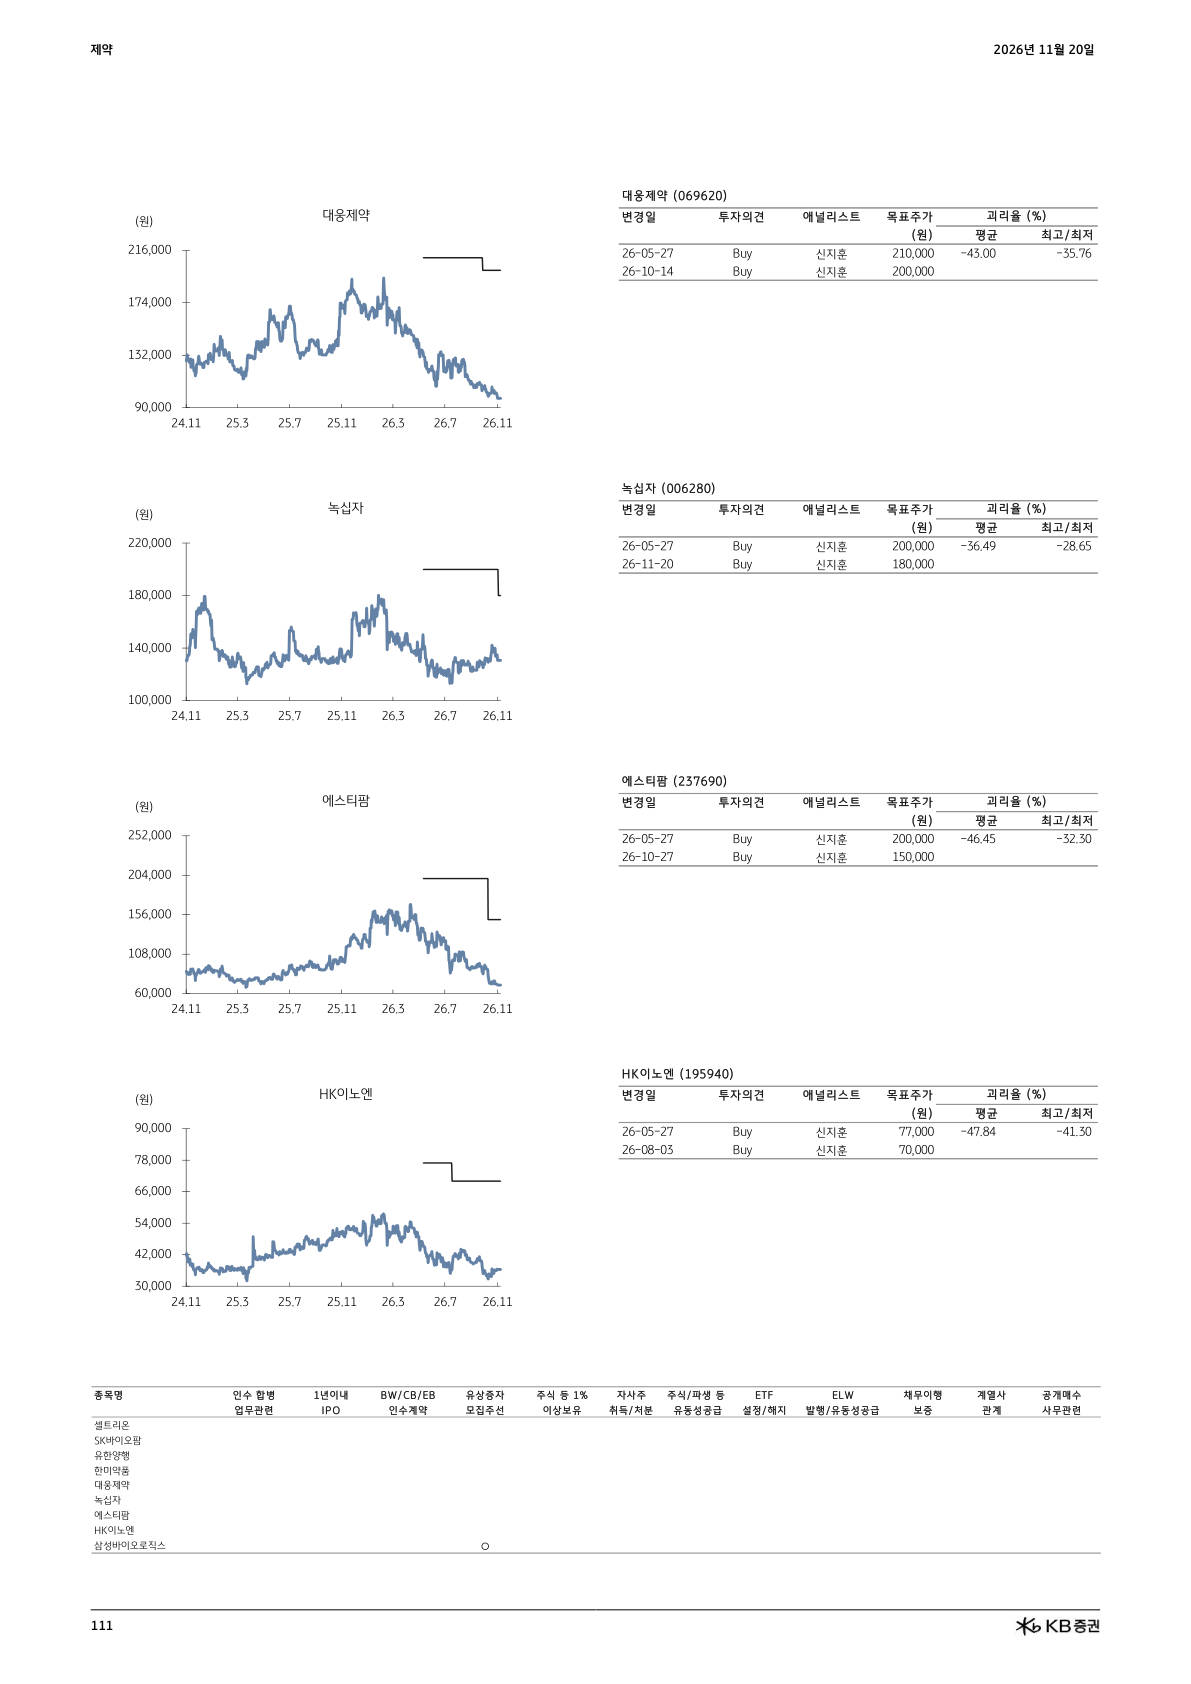 제약
2026년 11월 20일
대웅제약
(원)
216,000
174,000
132,000
90,000
24.11 25.3 25.7 25.11 26.3 26.7 26.11
대웅제약 (069620)
변경일 투자의견 애널리스트 목표주가 괴리율 (%)
(원) 평균 최고/최저
26-05-27 Buy 신지훈 210,000 -43.00 -35.76
26-10-14 Buy 신지훈 200,000
녹십자
(원)
220,000
180,000
140,000
100,000
24.11 25.3 25.7 25.11 26.3 26.7 26.11
녹십자 (006280)
변경일 투자의견 애널리스트 목표주가 괴리율 (%)
(원) 평균 최고/최저
26-05-27 Buy 신지훈 200,000 -36.49 -28.65
26-11-20 Buy 신지훈 180,000
에스티팜
(원)
252,000
204,000
156,000
108,000
60,000
24.11 25.3 25.7 25.11 26.3 26.7 26.11
에스티팜 (237690)
변경일 투자의견 애널리스트 목표주가 괴리율 (%)
(원) 평균 최고/최저
26-05-27 Buy 신지훈 200,000 -46.45 -32.30
26-10-27 Buy 신지훈 150,000
HK이노엔
(원)
90,000
78,000
66,000
54,000
42,000
30,000
24.11 25.3 25.7 25.11 26.3 26.7 26.11
HK이노엔 (195940)
변경일 투자의견 애널리스트 목표주가 괴리율 (%)
(원) 평균 최고/최저
26-05-27 Buy 신지훈 77,000 -47.84 -41.30
26-08-03 Buy 신지훈 70,000
종목명 인수 합병 1년이내 BW/CB/EB 유상증자 주식 등 1% 자사주 주식/파생 등 ETF ELW 채무이행 계열사 공개매수
업무관련 IPO 인수계약 모집주선 이상보유 취득/처분 유동성공급 설정/해지 발행/유동성공급 보증 관계 사무관련
셀트리온
SK바이오팜
유한양행
한미약품
대웅제약
녹십자
에스티팜
HK이노엔
삼성바이오로직스 ○
111
KB증권